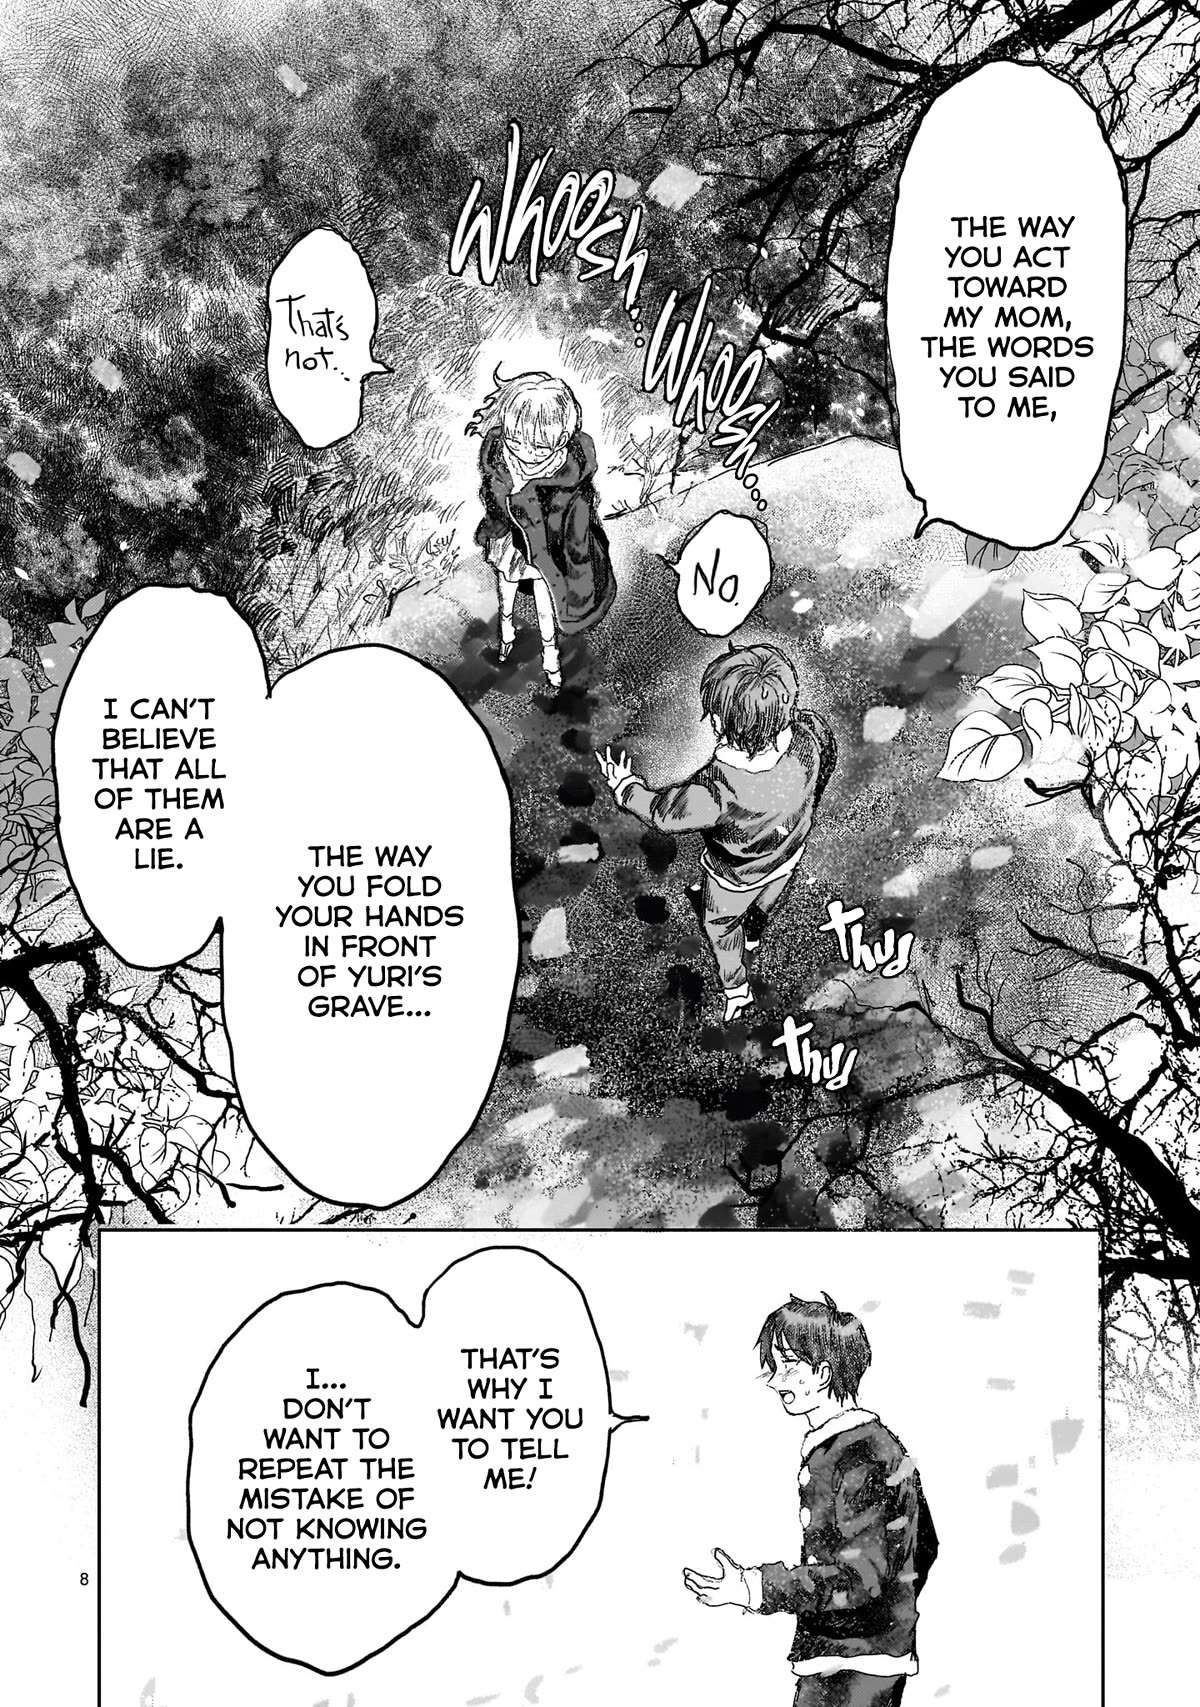 THE WAY
YOU ACT
TOWARD
MY MOM,
THE WORDS
YOU SAID
TO ME,
Whoosh...
Whoosh...
No.
That's
not...
THE WAY
YOU FOLD
YOUR HANDS
IN FRONT
OF YURI'S
GRAVE...
I CAN'T
BELIEVE
THAT ALL
OF THEM
ARE A
LIE.
Thud
Thud
THAT'S
WHY I
WANT YOU
TO TELL
ME!
I...
DON'T
WANT TO
REPEAT THE
MISTAKE OF
NOT KNOWING
ANYTHING.
8